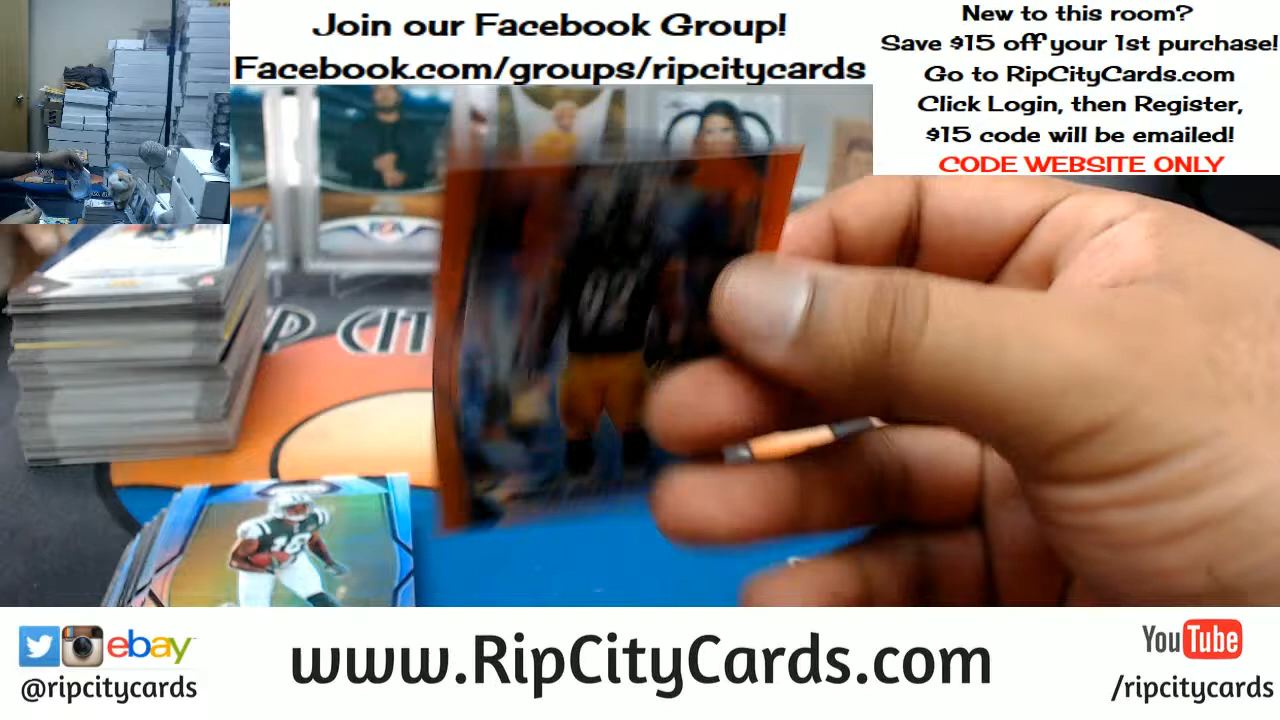 Join our Facebook Group!
Facebook.com/groups/ripcitycards
New to this room?
Save $15 off your 1st purchase!
Go to RipCityCards.com
Click Login, then Register,
$15 code will be emailed!
CODE WEBSITE ONLY
P CIT
18
ebay
@ripcitycards
www.RipCityCards.com
YouTube
/ripcitycards